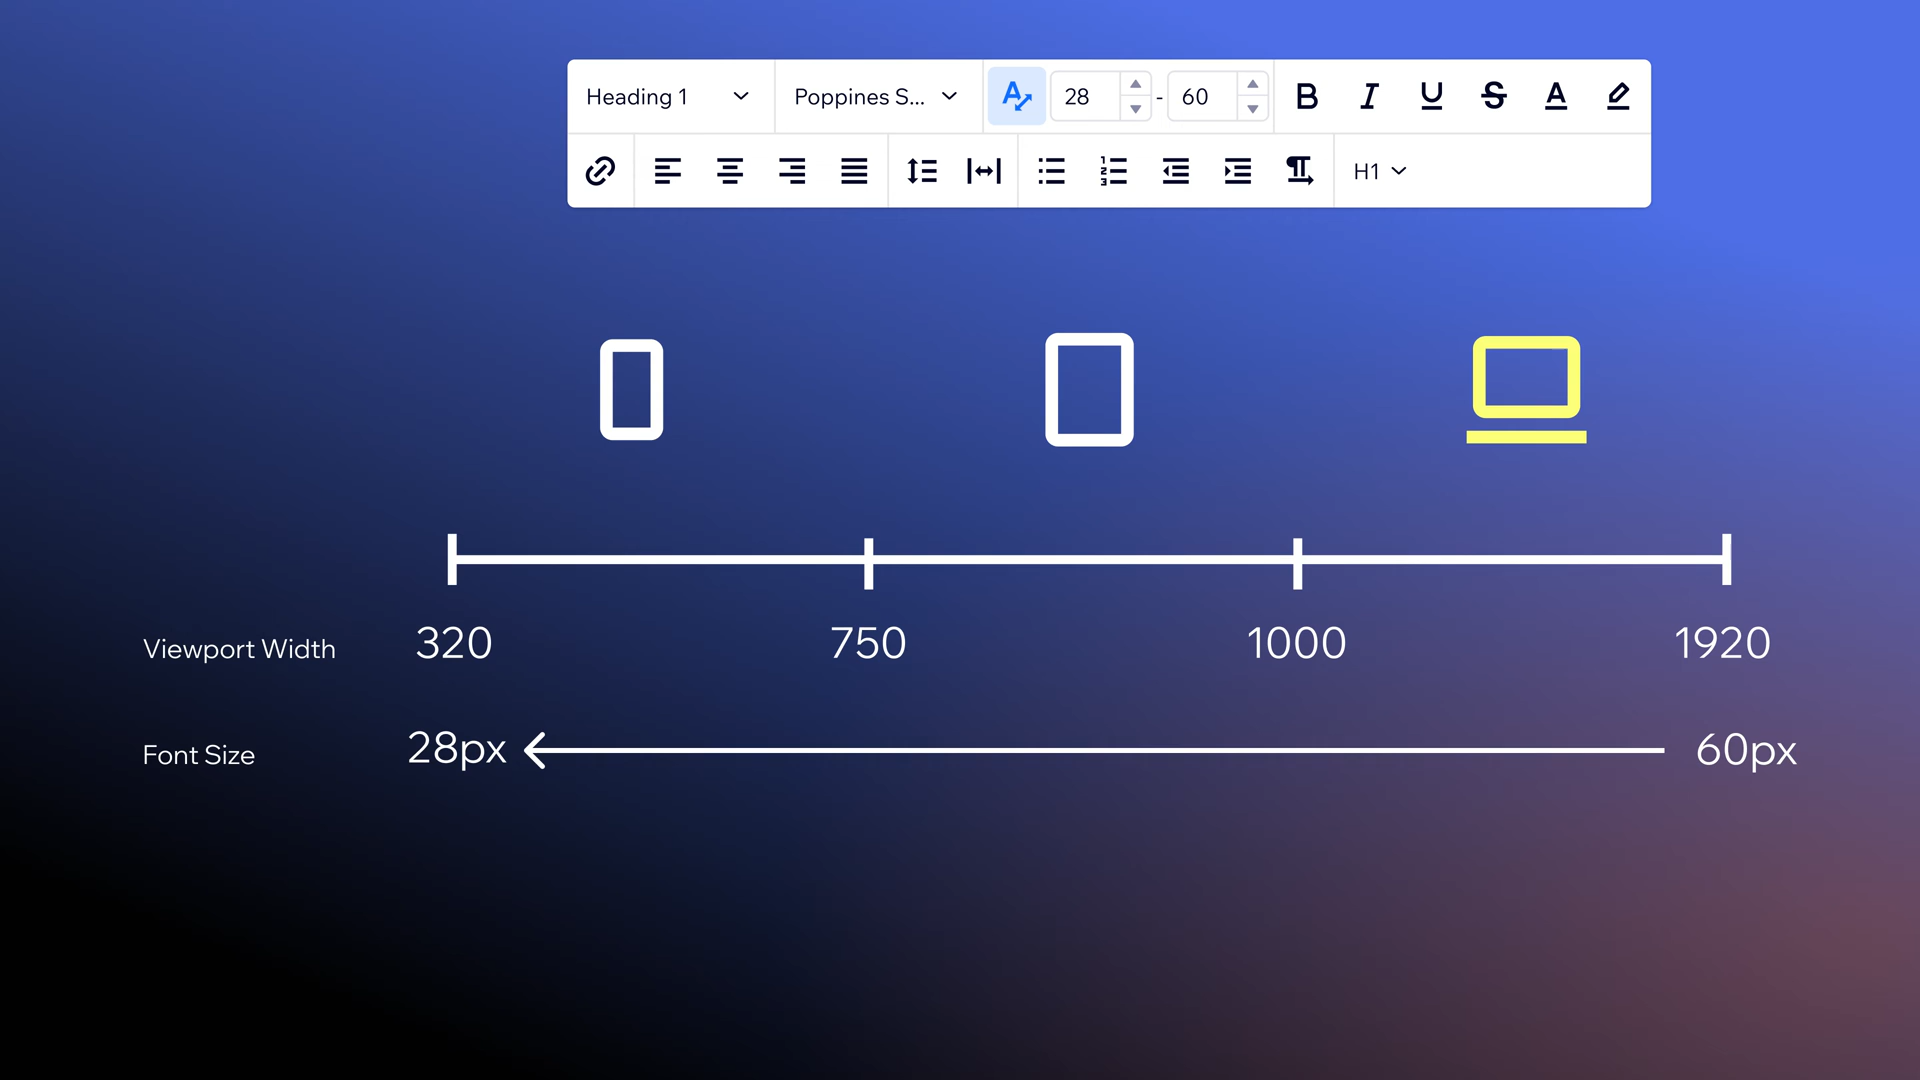 Heading 1 Poppines S... 28 - 60 B I U S A
H1
320 750 1000 1920
Viewport Width
28px 60px
Font Size